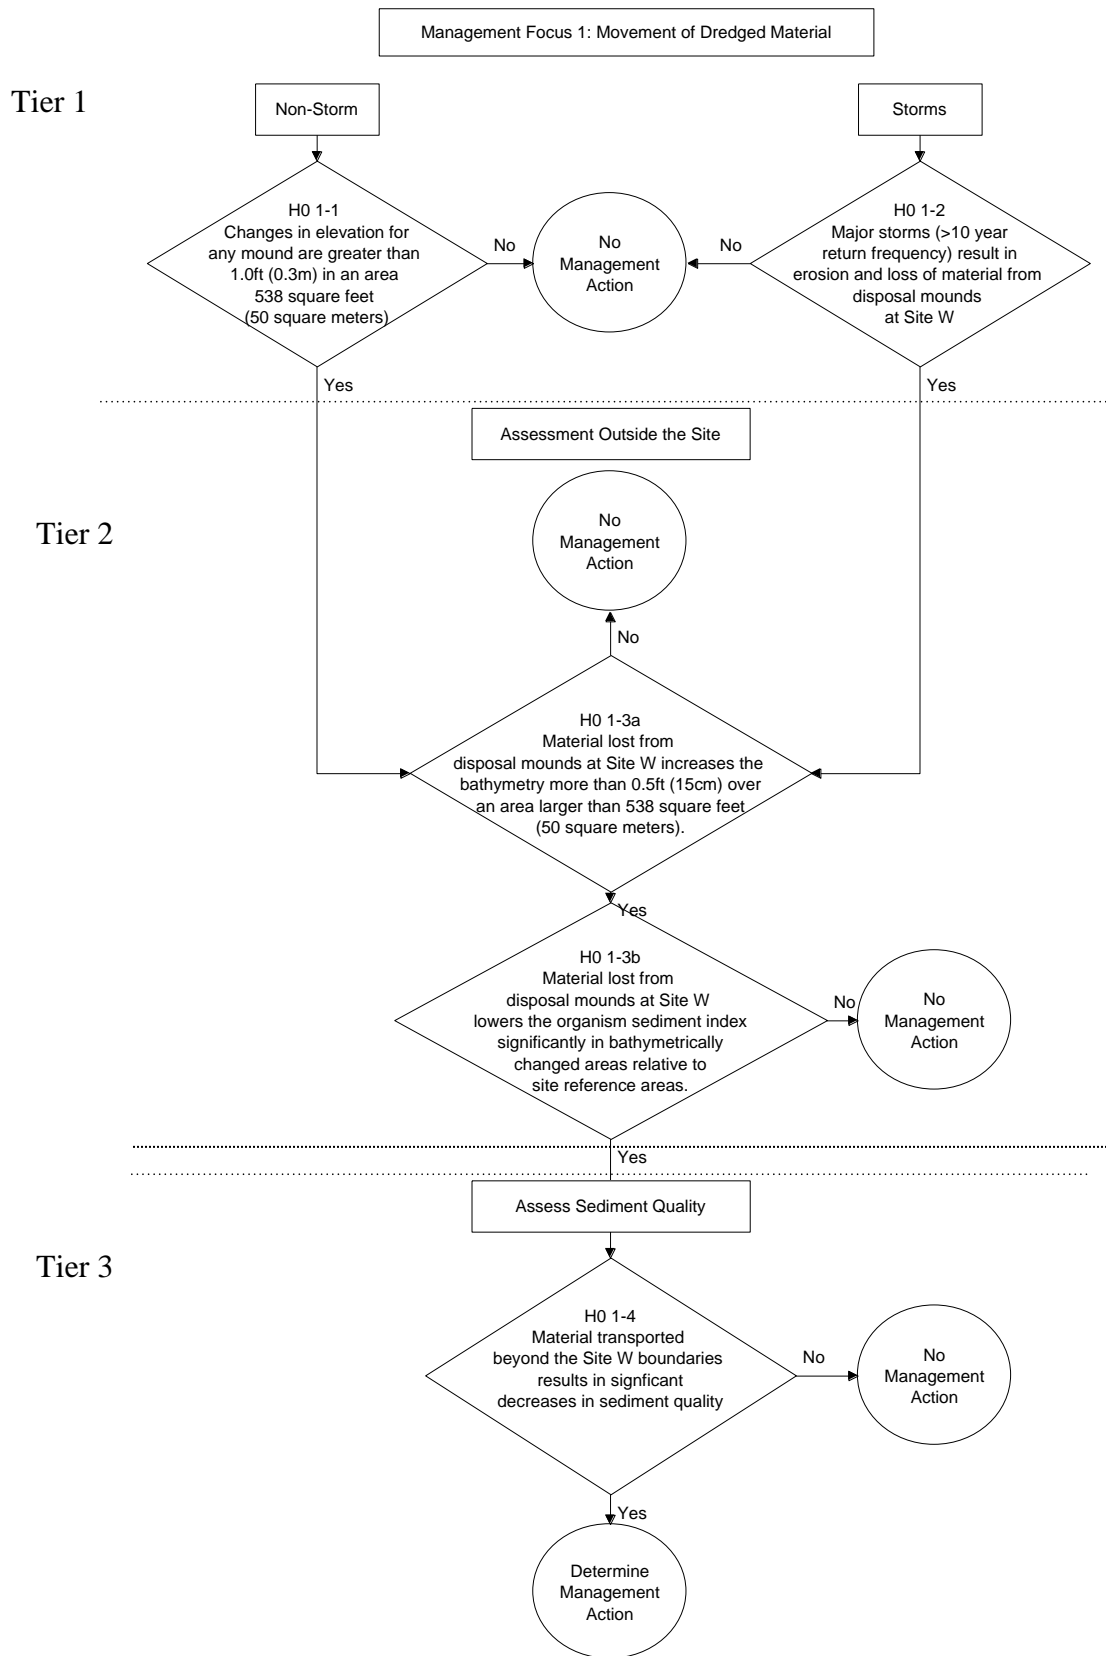 Management Focus 1: Movement of Dredged Material
Tier 1
Non-Storm
Storms
H0 1-1
Changes in elevation for
any mound are greater than
1.0ft (0.3m) in an area
538 square feet
(50 square meters)
No
No
Management
Action
No
H0 1-2
Major storms (>10 year
return frequency) result in
erosion and loss of material from
disposal mounds
at Site W
Yes
Yes
Assessment Outside the Site
Tier 2
No
Management
Action
No
H0 1-3a
Material lost from
disposal mounds at Site W increases the
bathymetry more than 0.5ft (15cm) over
an area larger than 538 square feet
(50 square meters).
Yes
H0 1-3b
Material lost from
disposal mounds at Site W
lowers the organism sediment index
significantly in bathymetrically
changed areas relative to
site reference areas.
No
No
Management
Action
Yes
Assess Sediment Quality
Tier 3
H0 1-4
Material transported
beyond the Site W boundaries
results in signficant
decreases in sediment quality
No
No
Management
Action
Yes
Determine
Management
Action